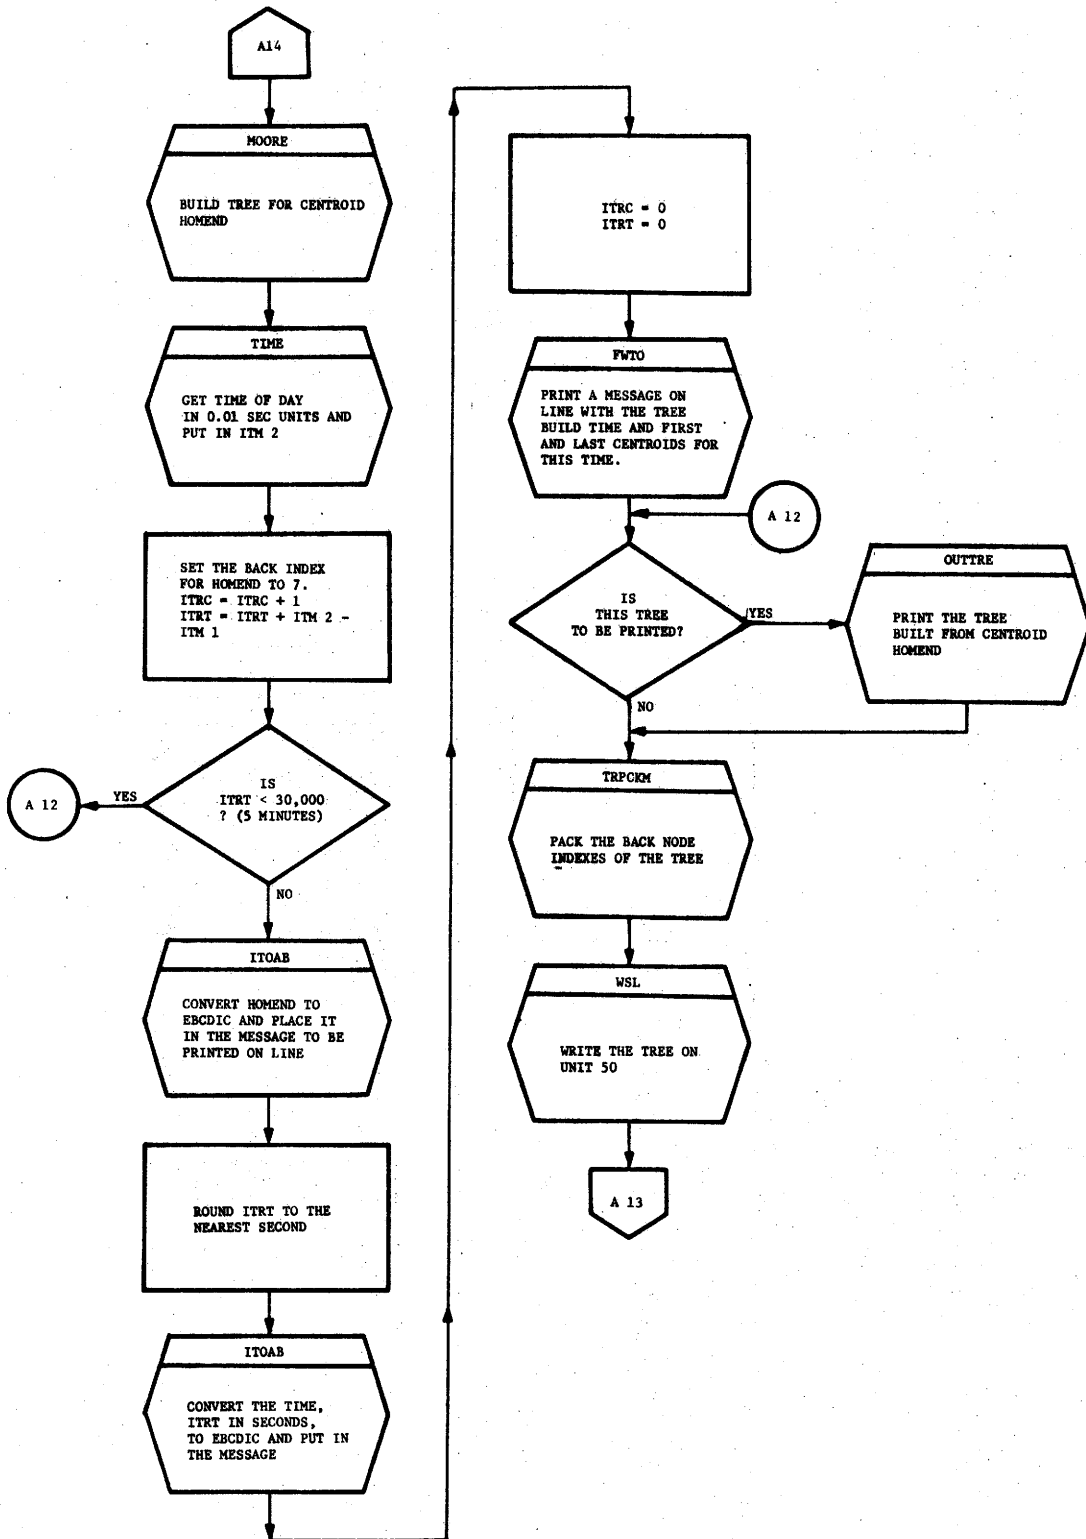 A14
MOORE
BUILD TREE FOR CENTROID
HOMEND
TIME
GET TIME OF DAY
IN 0.01 SEC UNITS AND
PUT IN ITM 2
SET THE BACK INDEX
FOR HOMEND TO 7.
ITRC = ITRC + 1
ITRT = ITRT + ITM 2 -
ITM 1
IS
ITRT < 30,000
? (5 MINUTES)
YES
A 12
NO
ITOAB
CONVERT HOMEND TO
EBCDIC AND PLACE IT
IN THE MESSAGE TO BE
PRINTED ON LINE
ROUND ITRT TO THE
NEAREST SECOND
ITOAB
CONVERT THE TIME,
ITRT IN SECONDS,
TO EBCDIC AND PUT IN
THE MESSAGE
ITRC = 0
ITRT = 0
FWTO
PRINT A MESSAGE ON
LINE WITH THE TREE
BUILD TIME AND FIRST
AND LAST CENTROIDS FOR
THIS TIME.
A 12
IS
THIS TREE
TO BE PRINTED?
YES
OUTTRE
PRINT THE TREE
BUILT FROM CENTROID
HOMEND
NO
TRPCKM
PACK THE BACK NODE
INDEXES OF THE TREE
WSL
WRITE THE TREE ON
UNIT 50
A 13